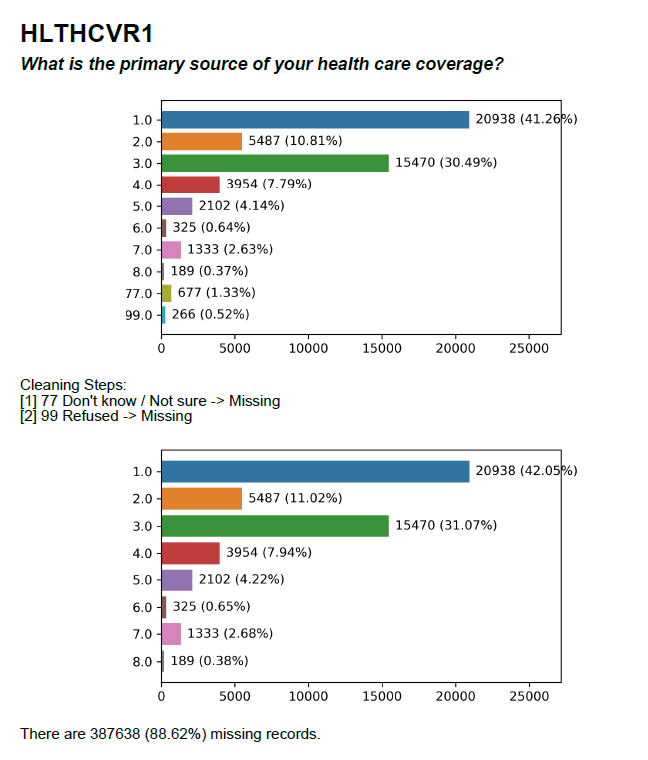 HLTHCVR1
What is the primary source of your health care coverage?
1.0 20938 (41.26%)
2.0 5487 (10.81%)
3.0 15470 (30.49%)
4.0 3954 (7.79%)
5.0 2102 (4.14%)
6.0 325 (0.64%)
7.0 1333 (2.63%)
8.0 189 (0.37%)
77.0 677 (1.33%)
99.0 266 (0.52%)
0 5000 10000 15000 20000 25000
Cleaning Steps:
[1] 77 Don't know / Not sure -> Missing
[2] 99 Refused -> Missing
1.0 20938 (42.05%)
2.0 5487 (11.02%)
3.0 15470 (31.07%)
4.0 3954 (7.94%)
5.0 2102 (4.22%)
6.0 325 (0.65%)
7.0 1333 (2.68%)
8.0 189 (0.38%)
0 5000 10000 15000 20000 25000
There are 387638 (88.62%) missing records.